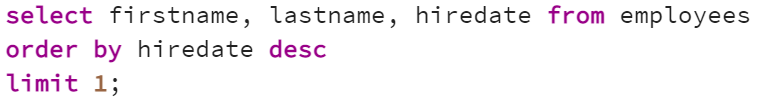 select firstname, lastname, hiredate from employees
order by hiredate desc
limit 1;